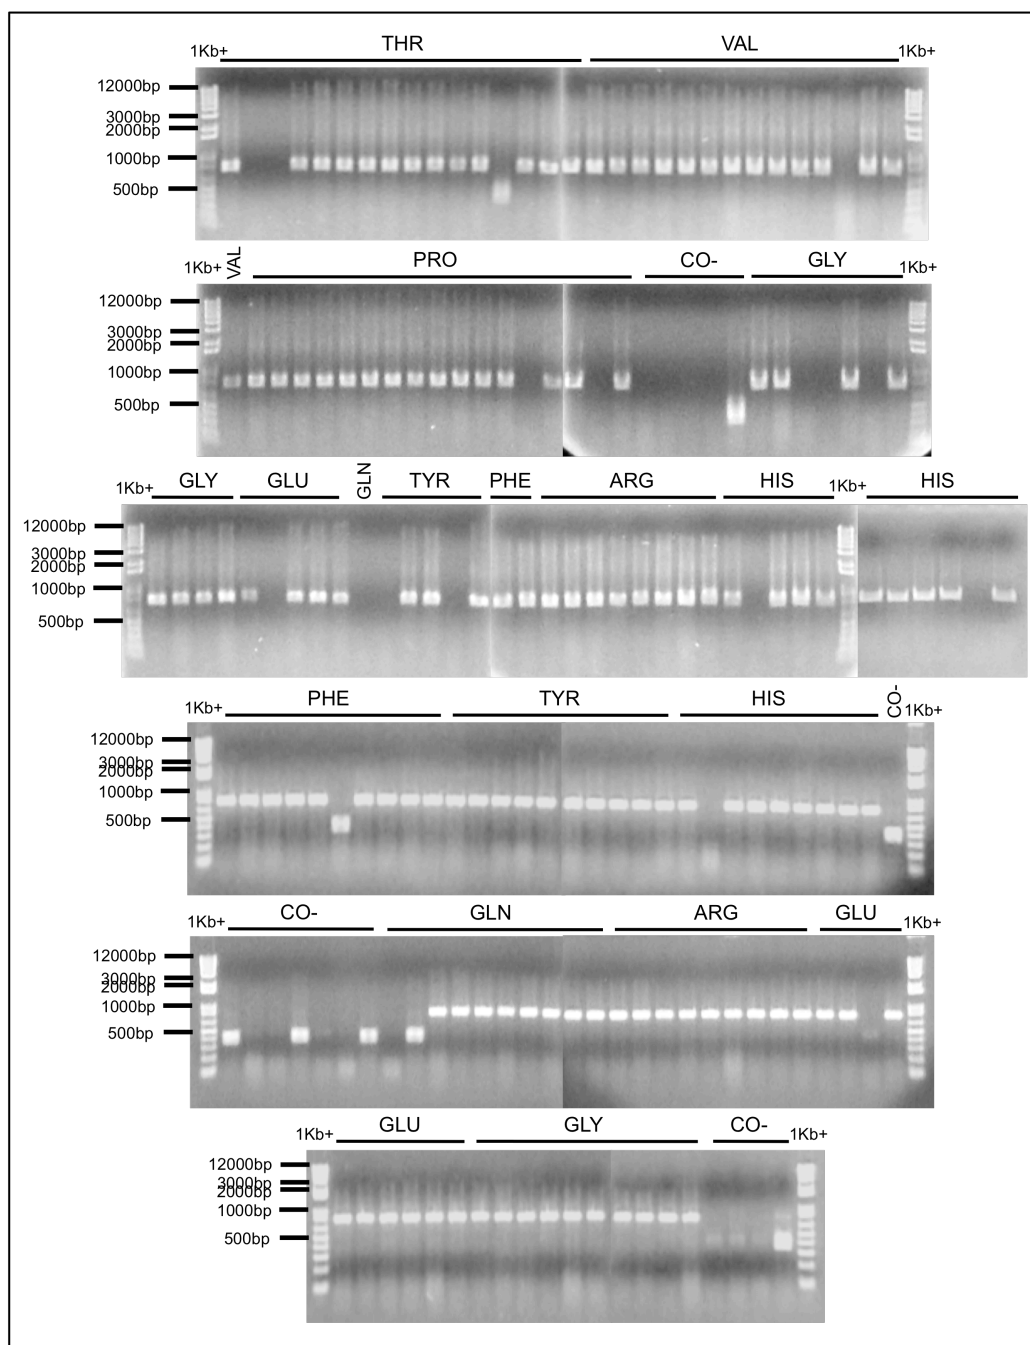 1Kb+ THR VAL 1Kb+
12000bp
3000bp
2000bp
1000bp
500bp
1Kb+ VAL PRO CO- GLY 1Kb+
12000bp
3000bp
2000bp
1000bp
500bp
1Kb+ GLY GLU GLN TYR PHE ARG HIS 1Kb+ HIS
12000bp
3000bp
2000bp
1000bp
500bp
1Kb+ PHE TYR HIS CO- 1Kb+
12000bp
3000bp
2000bp
1000bp
500bp
1Kb+ CO- GLN ARG GLU 1Kb+
12000bp
3000bp
2000bp
1000bp
500bp
1Kb+ GLU GLY CO- 1Kb+
12000bp
3000bp
2000bp
1000bp
500bp